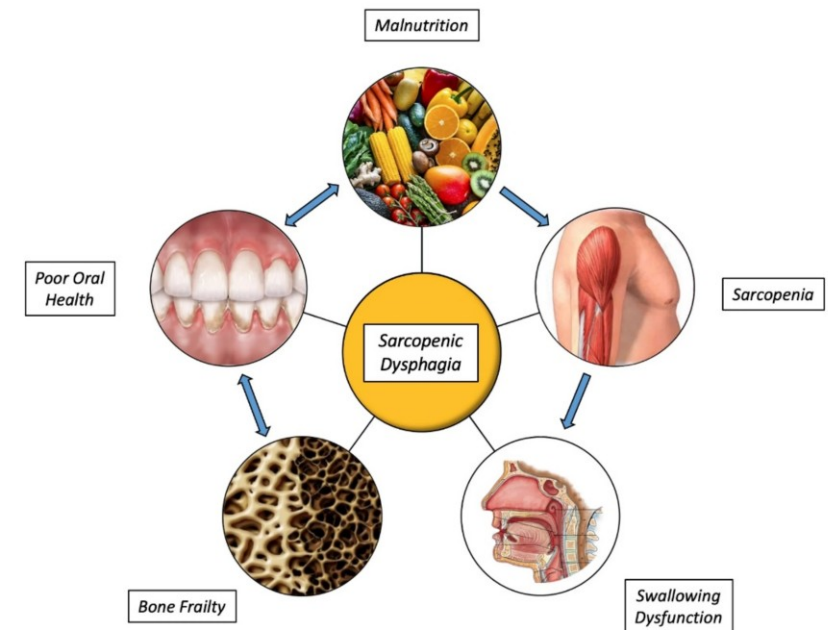 Malnutrition
Poor Oral
Health
Sarcopenia
Sarcopenic
Dysphagia
Bone Frailty
Swallowing
Dysfunction